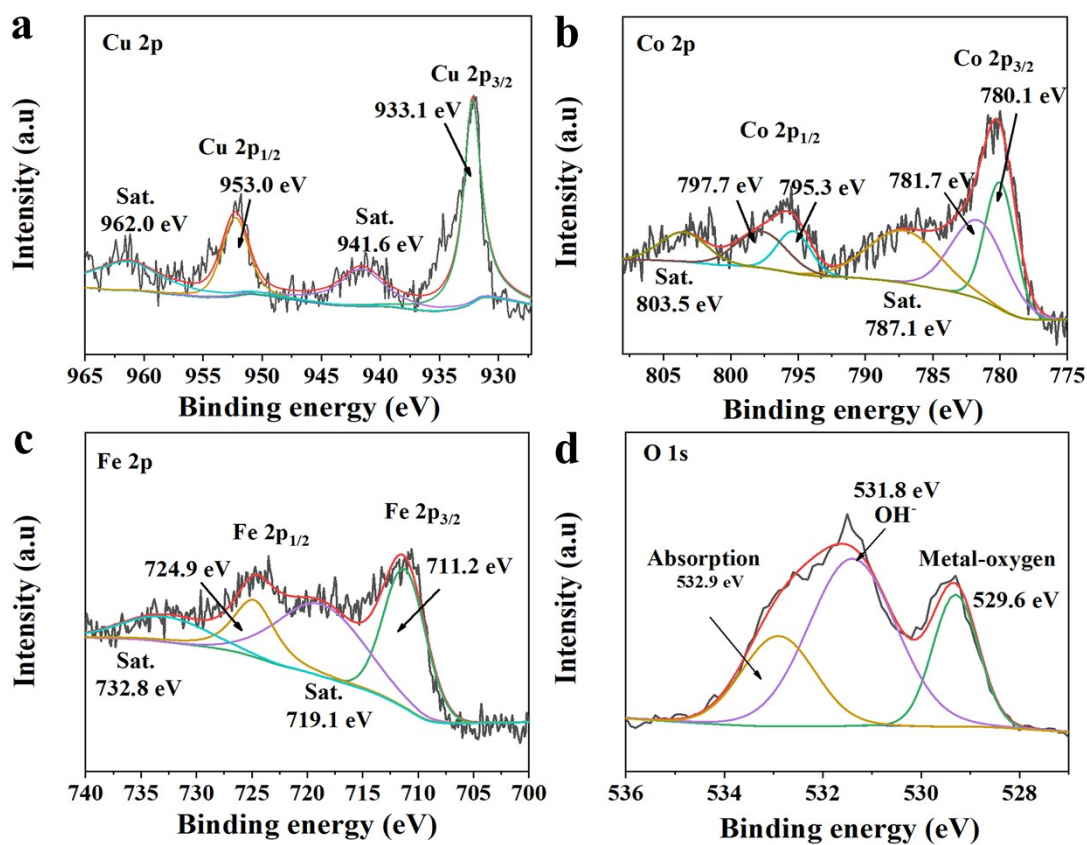 a
Cu 2p
Cu 2p3/2
933.1 eV
Cu 2p1/2
953.0 eV
Sat.
962.0 eV
Sat.
941.6 eV
Intensity (a.u)
965 960 955 950 945 940 935 930
Binding energy (eV)
b
Co 2p
Co 2p3/2
780.1 eV
Co 2p1/2
797.7 eV
795.3 eV
781.7 eV
Sat.
803.5 eV
Sat.
787.1 eV
Intensity (a.u)
805 800 795 790 785 780 775
Binding energy (eV)
c
Fe 2p
Fe 2p3/2
Fe 2p1/2
724.9 eV
711.2 eV
Sat.
732.8 eV
Sat.
719.1 eV
Intensity (a.u)
740 735 730 725 720 715 710 705 700
Binding energy (eV)
d
O 1s
531.8 eV
OH-
Absorption
532.9 eV
Metal-oxygen
529.6 eV
Intensity (a.u)
536 534 532 530 528
Binding energy (eV)